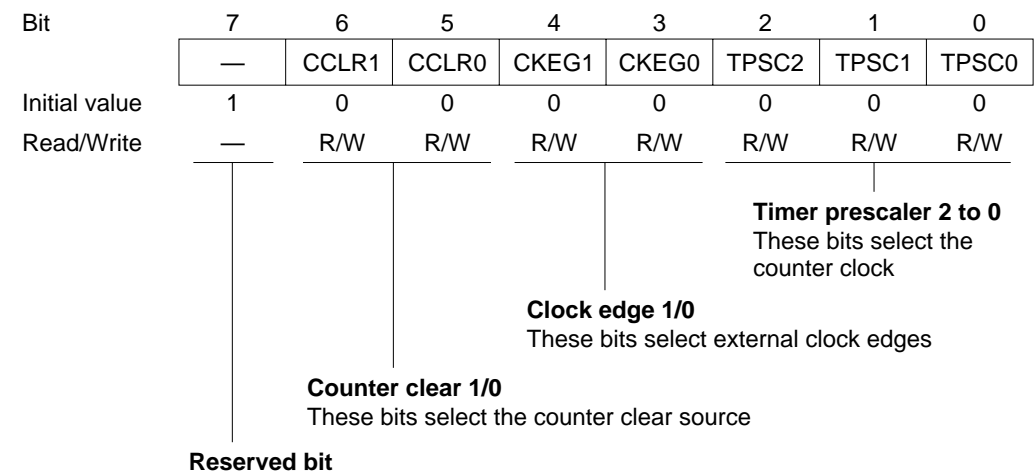 Bit 7 6 5 4 3 2 1 0
— CCLR1 CCLR0 CKEG1 CKEG0 TPSC2 TPSC1 TPSC0
Initial value 1 0 0 0 0 0 0 0
Read/Write — R/W R/W R/W R/W R/W R/W R/W
Timer prescaler 2 to 0
These bits select the
counter clock
Clock edge 1/0
These bits select external clock edges
Counter clear 1/0
These bits select the counter clear source
Reserved bit